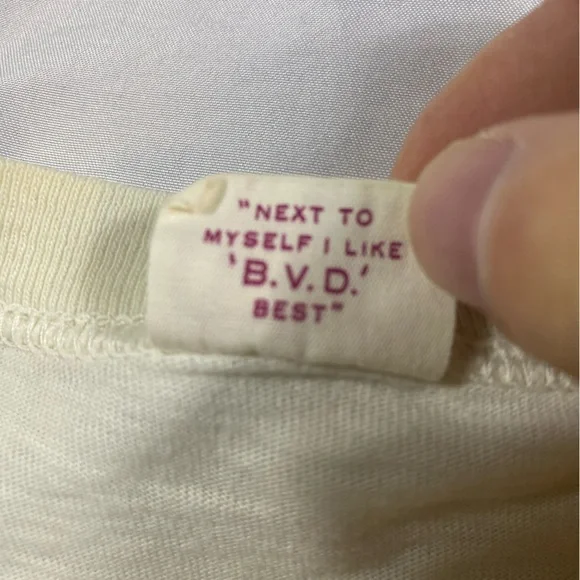 "NEXT TO
MYSELF I LIKE
'B.V.D.'
BEST"